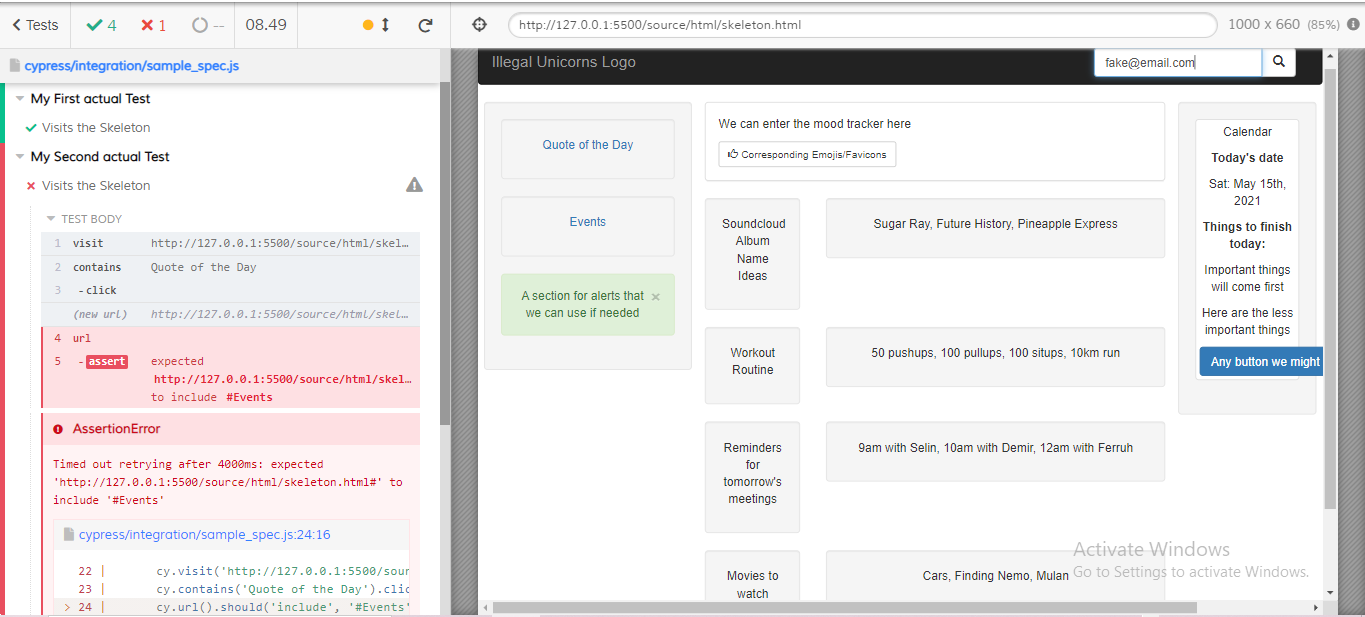 Tests
4
1
--
08.49
http://127.0.0.1:5500/source/html/skeleton.html
1000 x 660 (85%)
cypress/integration/sample_spec.js
My First actual Test
Visits the Skeleton
My Second actual Test
Visits the Skeleton
TEST BODY
1 visit http://127.0.0.1:5500/source/html/skel…
2 contains Quote of the Day
3 -click
(new url) http://127.0.0.1:5500/source/html/skel…
4 url
5 -assert expected
http://127.0.0.1:5500/source/html/skel…
to include #Events
AssertionError
Timed out retrying after 4000ms: expected
'http://127.0.0.1:5500/source/html/skeleton.html#' to
include '#Events'
cypress/integration/sample_spec.js:24:16
22 | cy.visit('http://127.0.0.1:5500/sour
23 | cy.contains('Quote of the Day').clic
> 24 | cy.url().should('include', '#Events'
Illegal Unicorns Logo
fake@email.com
Quote of the Day
Events
A section for alerts that ×
we can use if needed
We can enter the mood tracker here
Corresponding Emojis/Favicons
Soundcloud
Album
Name
Ideas
Sugar Ray, Future History, Pineapple Express
Workout
Routine
50 pushups, 100 pullups, 100 situps, 10km run
Reminders
for
tomorrow's
meetings
9am with Selin, 10am with Demir, 12am with Ferruh
Movies to
watch
Cars, Finding Nemo, Mulan
Calendar
Today's date
Sat: May 15th,
2021
Things to finish
today:
Important things
will come first
Here are the less
important things
Any button we might
Activate Windows
Go to Settings to activate Windows.